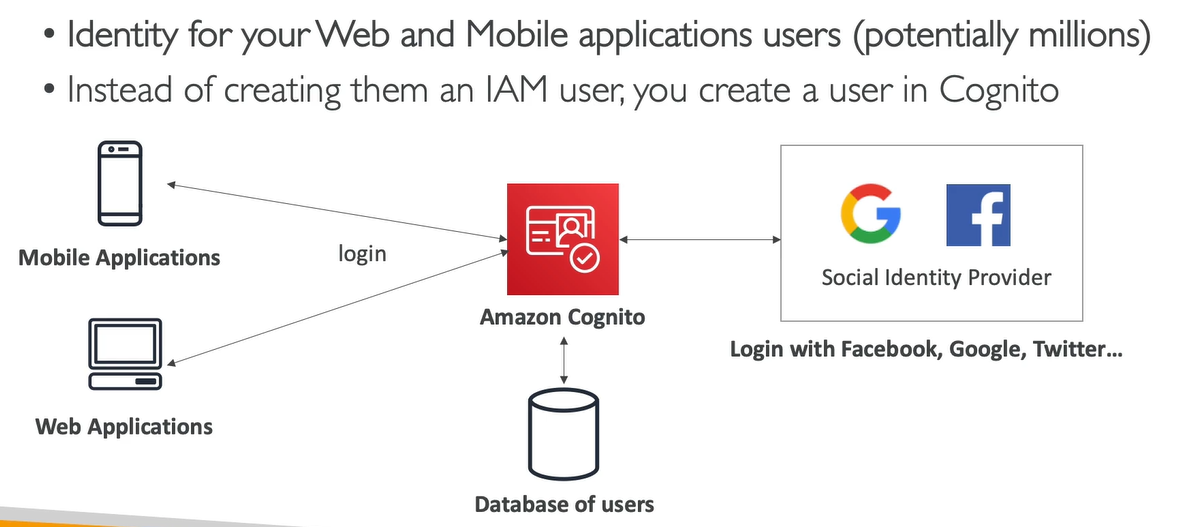 • Identity for your Web and Mobile applications users (potentially millions)
• Instead of creating them an IAM user, you create a user in Cognito
Mobile Applications
login
Social Identity Provider
Amazon Cognito
Login with Facebook, Google, Twitter...
Web Applications
Database of users